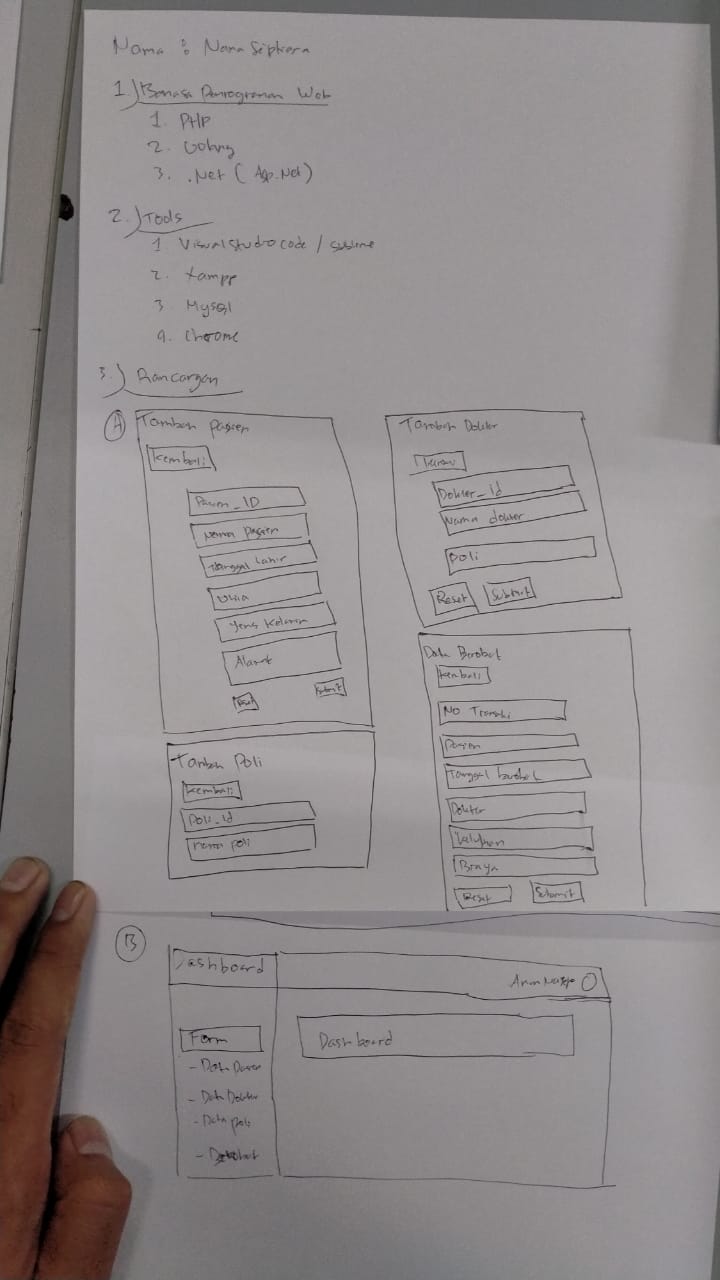 Nama : Nana Siphera
1.) Bahasa Pemrograman Web
1. PHP
2. Golang
3. .Net ( Asp.Net )
2.) Tools
1. Visual Studio code / sublime
2. Xampp
3. Mysql
4. Chrome
3.) Rancangan
A
Tambah Pasien
Kembali
Pasien_ID
Nama Pasien
Tanggal Lahir
Usia
Jenis Kelamin
Alamat
Reset
Submit
Tambah Dokter
Dokter_Id
Nama dokter
Poli
Reset
Submit
Tambah Poli
Kembali
Poli_Id
nama poli
Data Berobat
Kembali
No Transaksi
Pasien
Tanggal berobat
Dokter
Keluhan
Biaya
Reset
Submit
B
Dashboard
Form
- Data Pasien
- Data Dokter
- Data poli
Dashboard